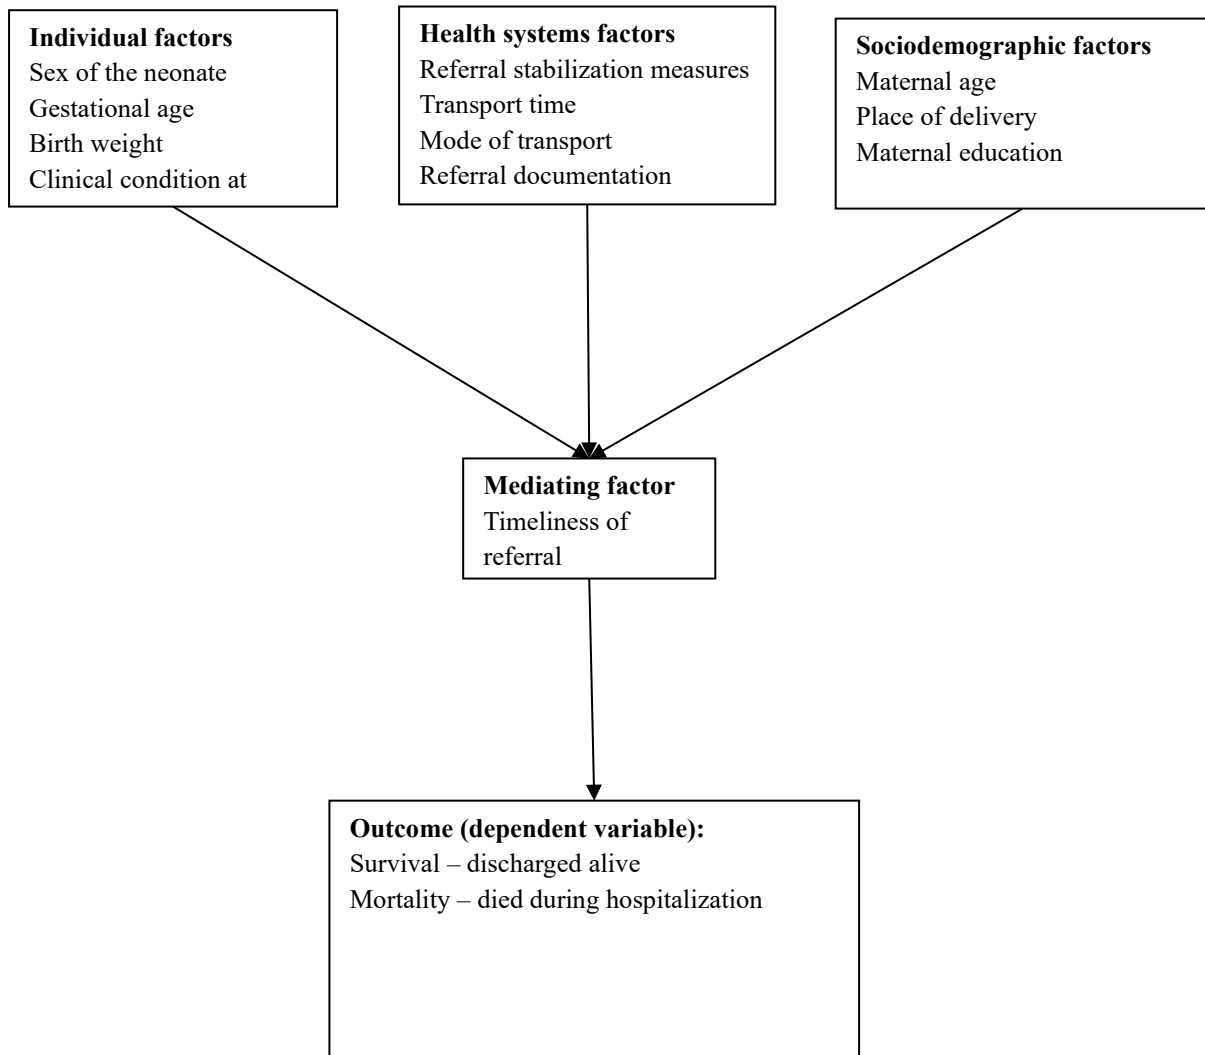 Individual factors
Sex of the neonate
Gestational age
Birth weight
Clinical condition at
Health systems factors
Referral stabilization measures
Transport time
Mode of transport
Referral documentation
Sociodemographic factors
Maternal age
Place of delivery
Maternal education
Mediating factor
Timeliness of
referral
Outcome (dependent variable):
Survival – discharged alive
Mortality – died during hospitalization